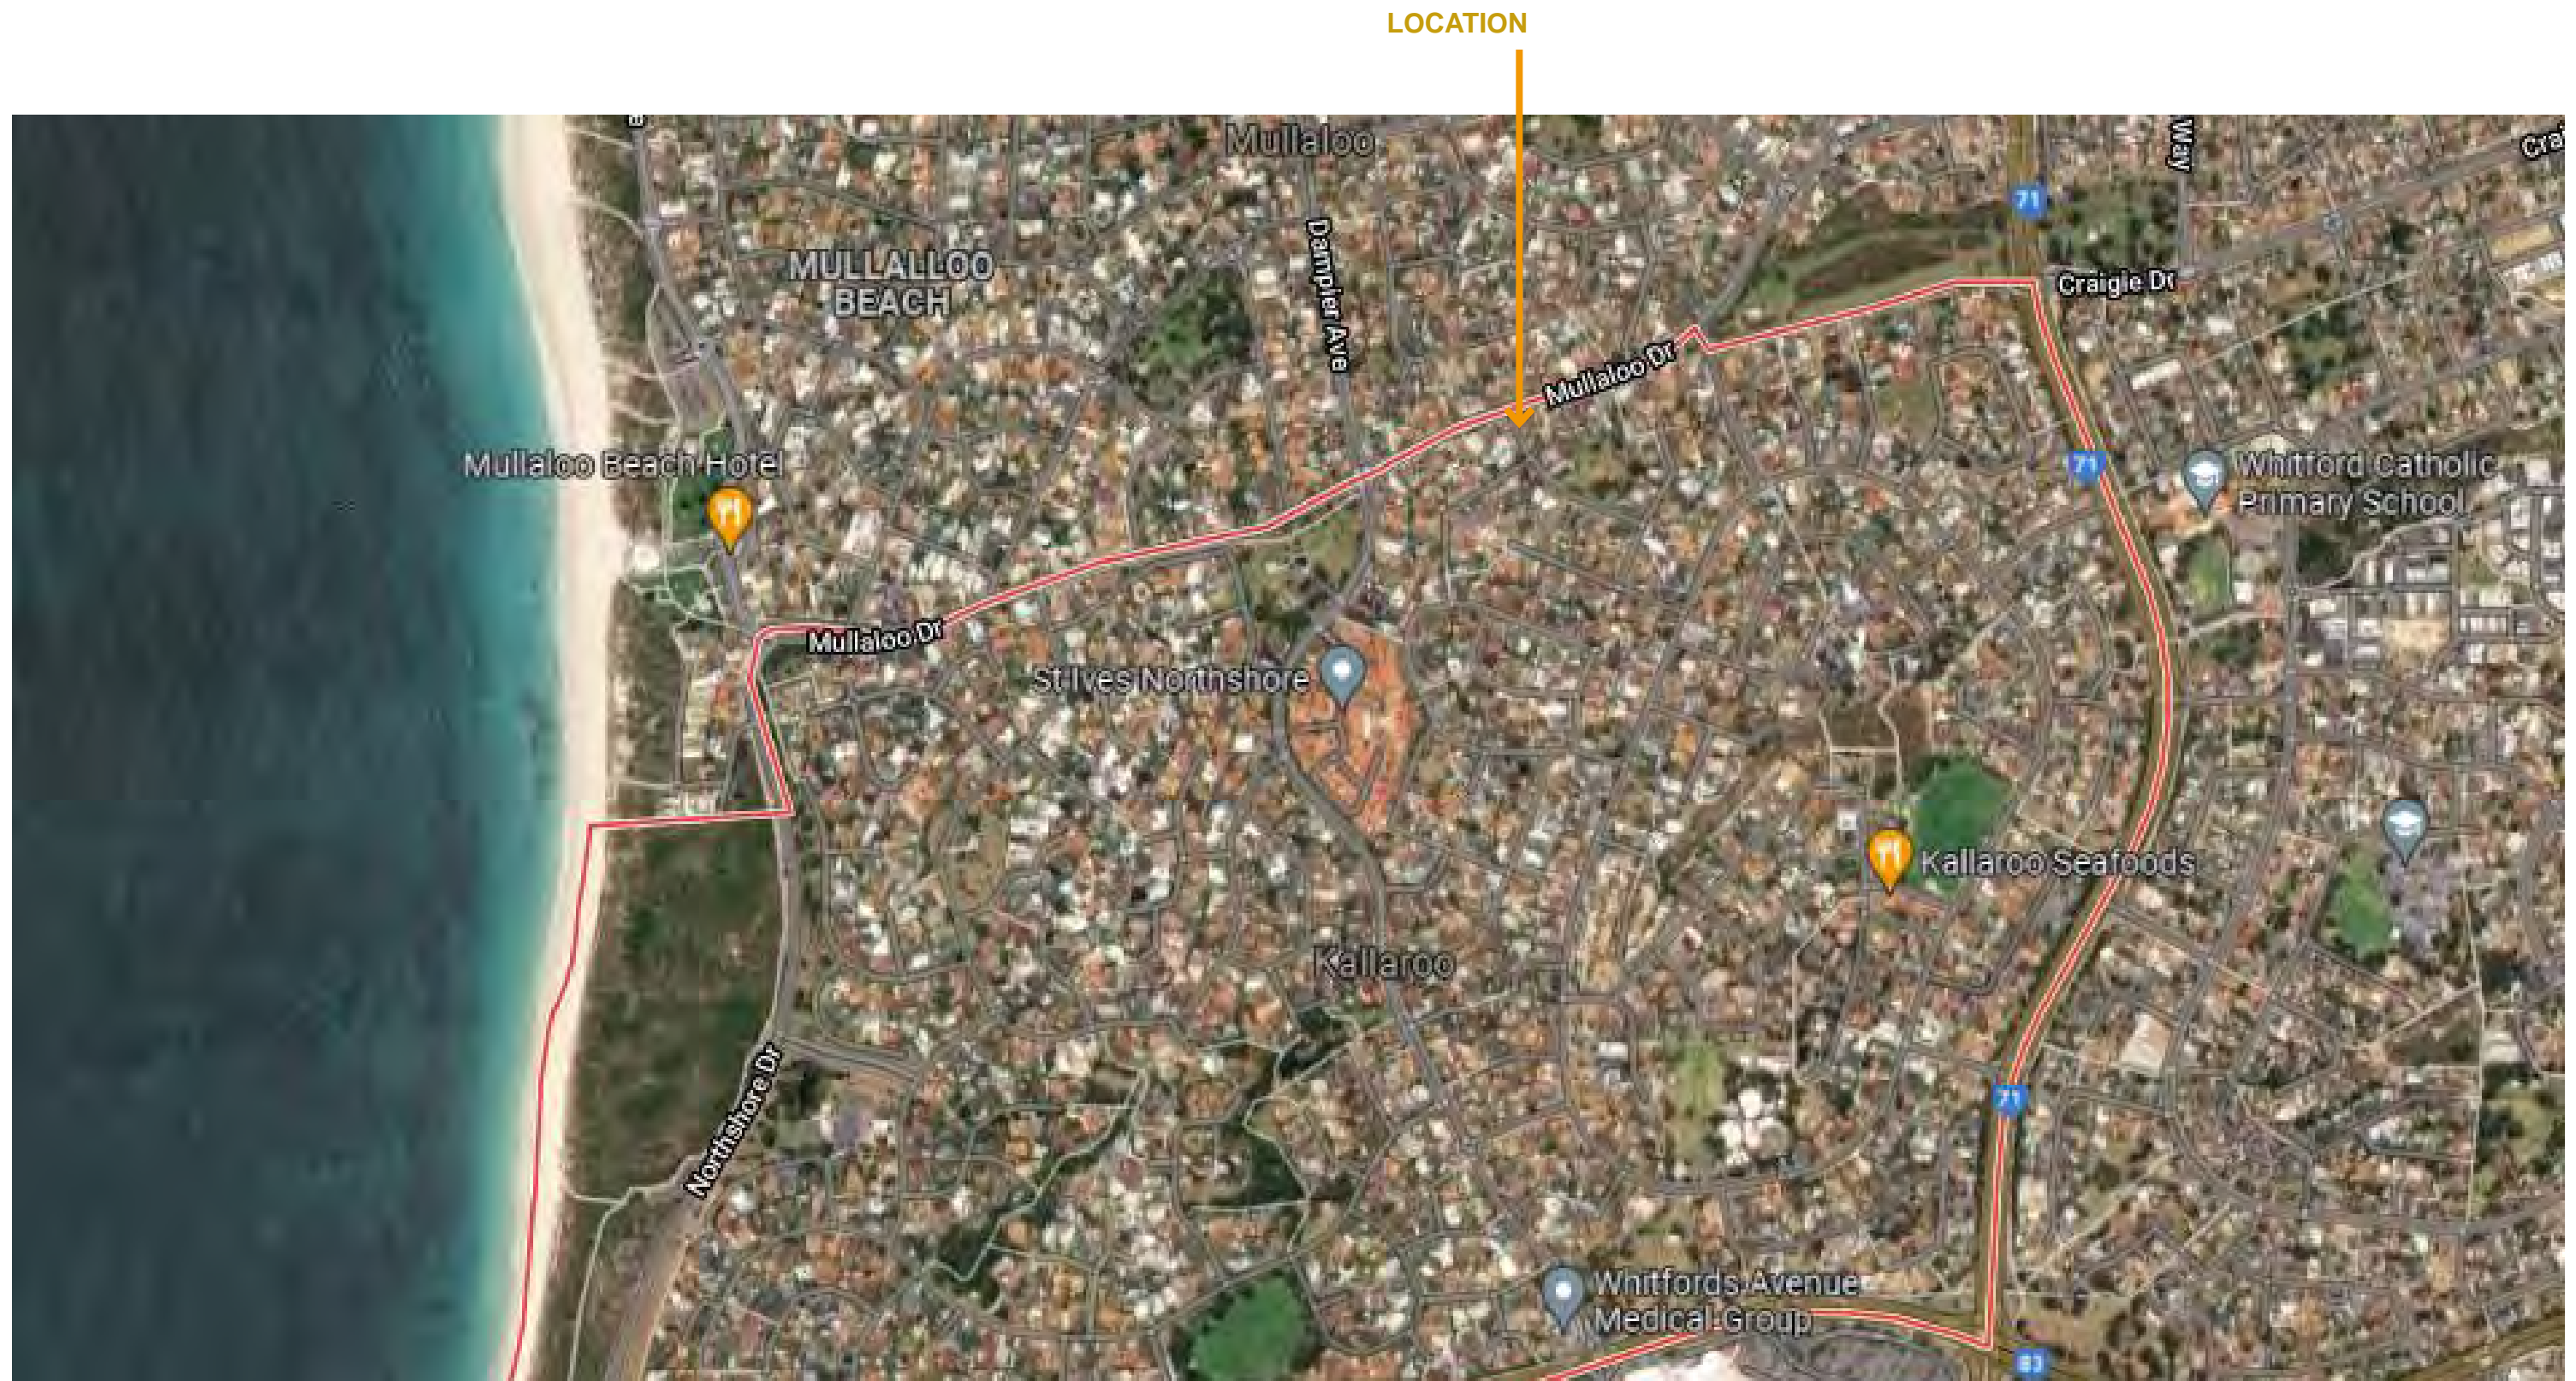 LOCATION
Mullaloo
Way
71
Dampier Ave
MULLALLOO
BEACH
Craigie Dr
Mullaloo Dr
Mullaloo Beach Hotel
71
Whitford Catholic
Primary School
Mullaloo Dr
St Ives Northshore
Kallaroo Seafoods
Kallaroo
Northshore Dr
71
Whitfords Avenue
Medical Group
83